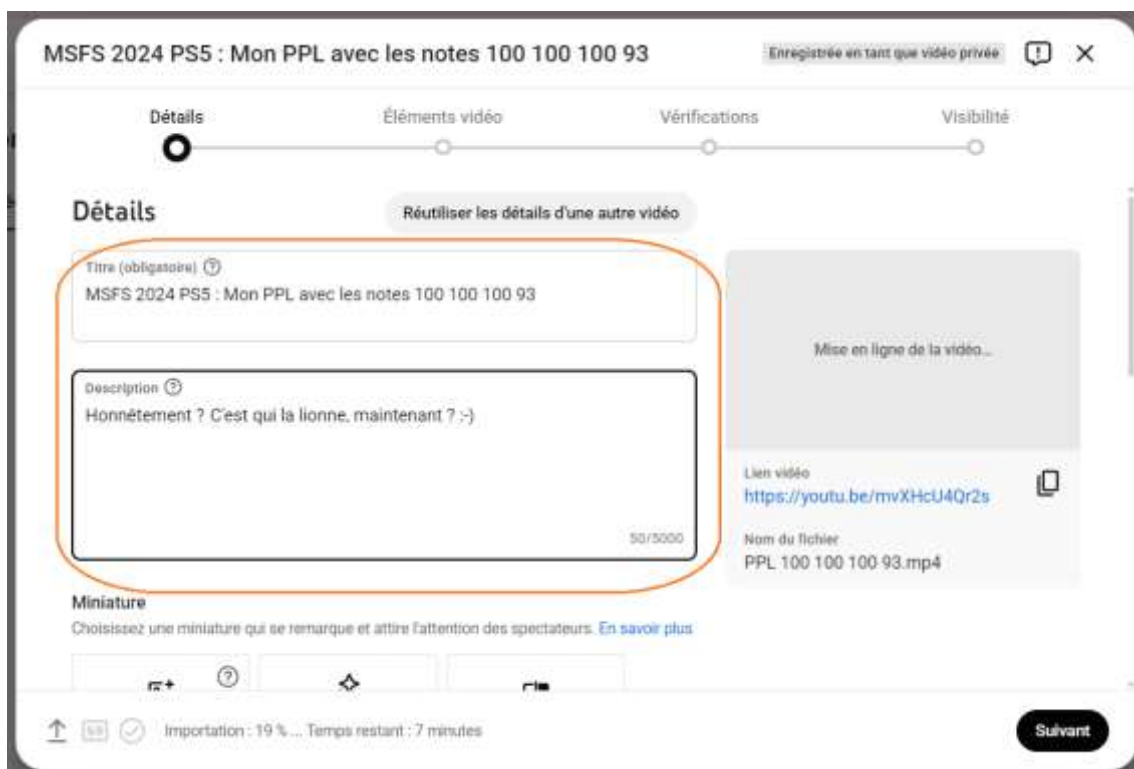 MSFS 2024 PS5 : Mon PPL avec les notes 100 100 100 93
Enregistrée en tant que vidéo privée
Détails
Éléments vidéo
Vérifications
Visibilité
Détails
Réutiliser les détails d'une autre vidéo
Titre (obligatoire)
MSFS 2024 PS5 : Mon PPL avec les notes 100 100 100 93
Description
Honnêtement ? C'est qui la lionne, maintenant ? :-)
50/5000
Mise en ligne de la vidéo...
Lien vidéo
https://youtu.be/mvXHcU4Qr2s
Nom du fichier
PPL 100 100 100 93.mp4
Miniature
Choisissez une miniature qui se remarque et attire l'attention des spectateurs. En savoir plus
Importation : 19 % ... Temps restant : 7 minutes
Suivant